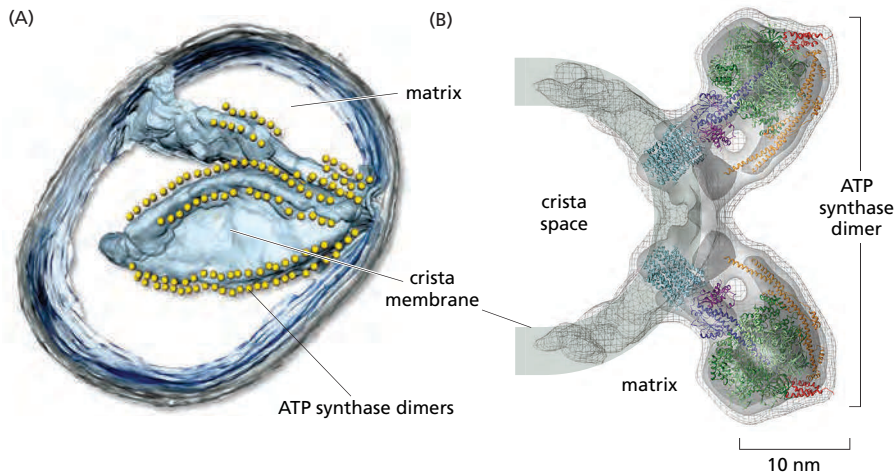 (A)
matrix
crista
membrane
ATP synthase dimers
(B)
crista
space
matrix
ATP
synthase
dimer
10 nm